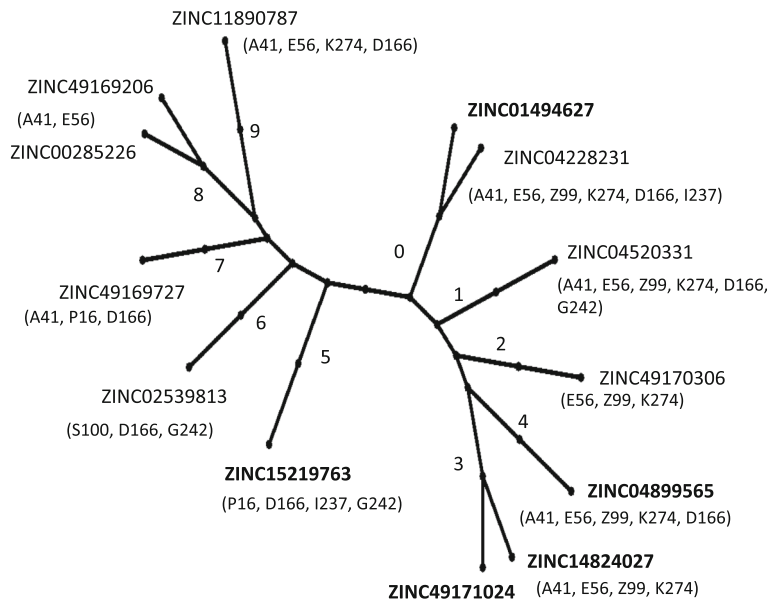 ZINC11890787
(A41, E56, K274, D166)
ZINC49169206
(A41, E56)
ZINC00285226
9
8
ZINC01494627
ZINC04228231
(A41, E56, Z99, K274, D166, I237)
0
7
ZINC49169727
(A41, P16, D166)
ZINC04520331
(A41, E56, Z99, K274, D166,
G242)
1
6
2
5
ZINC02539813
(S100, D166, G242)
ZINC49170306
(E56, Z99, K274)
4
3
ZINC15219763
(P16, D166, I237, G242)
ZINC04899565
(A41, E56, Z99, K274, D166)
ZINC14824027
(A41, E56, Z99, K274)
ZINC49171024